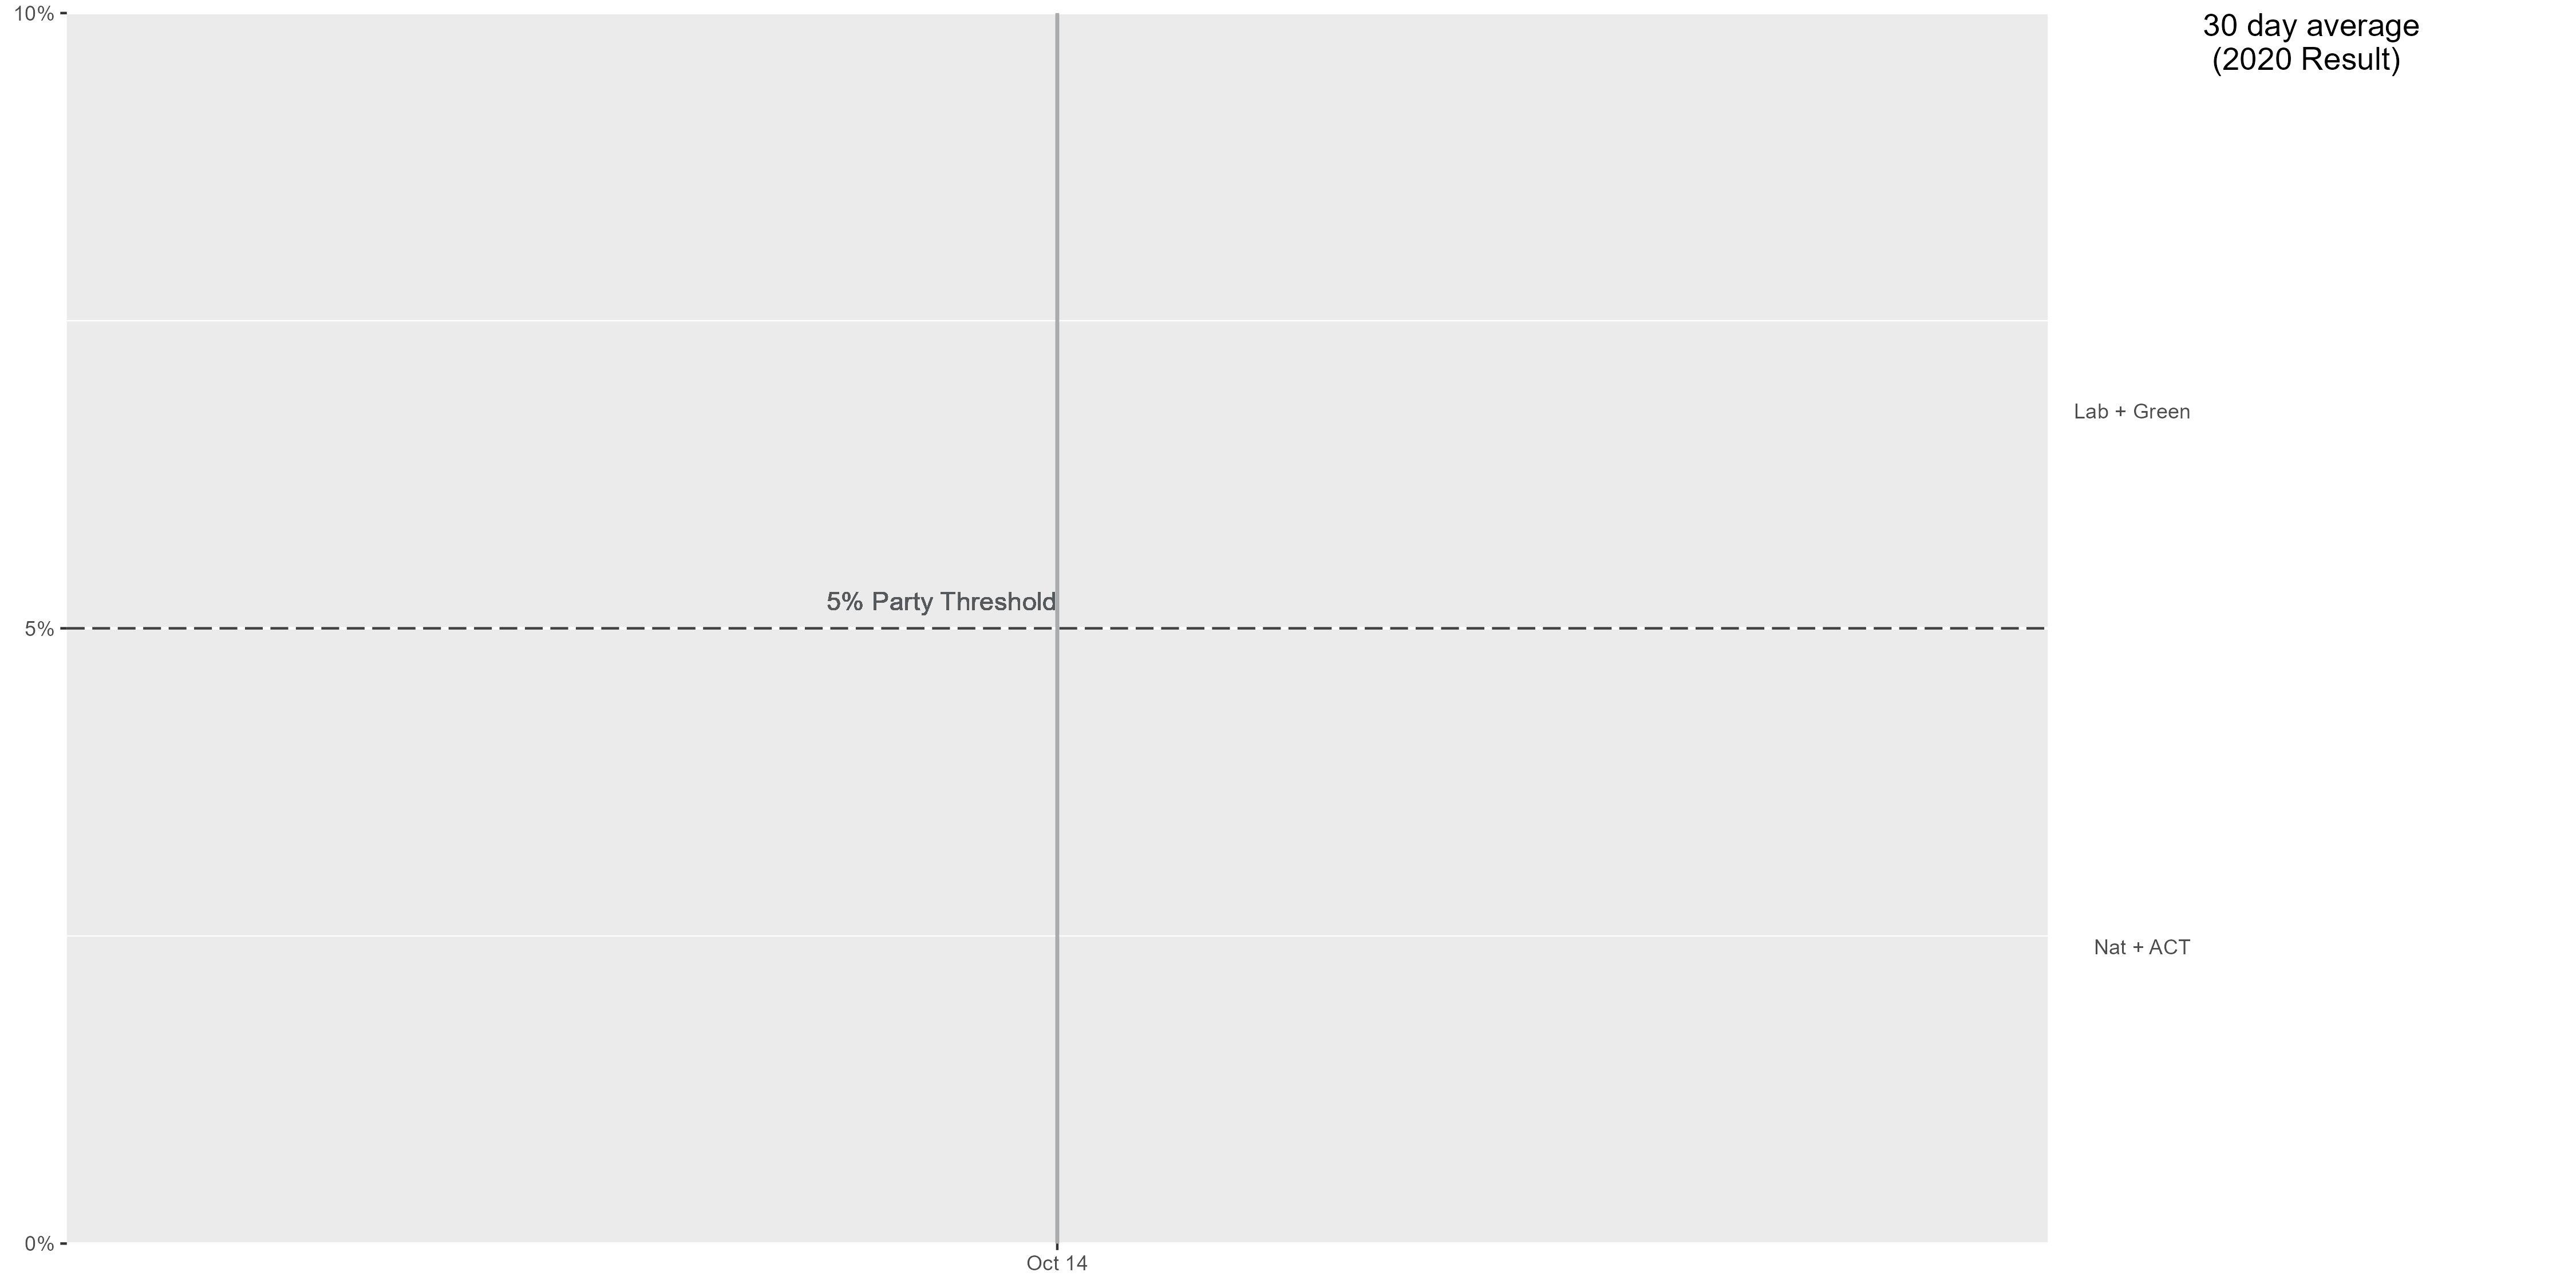 10%
30 day average
(2020 Result)
Lab + Green
5% Party Threshold
5%
Nat + ACT
0%
Oct 14